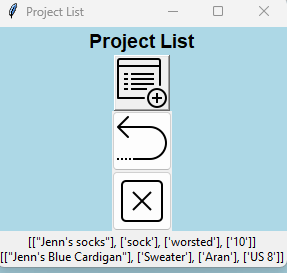 Project List
Project List
[["Jenn's socks"], ['sock'], ['worsted'], ['10']]
[["Jenn's Blue Cardigan"], ['Sweater'], ['Aran'], ['US 8']]